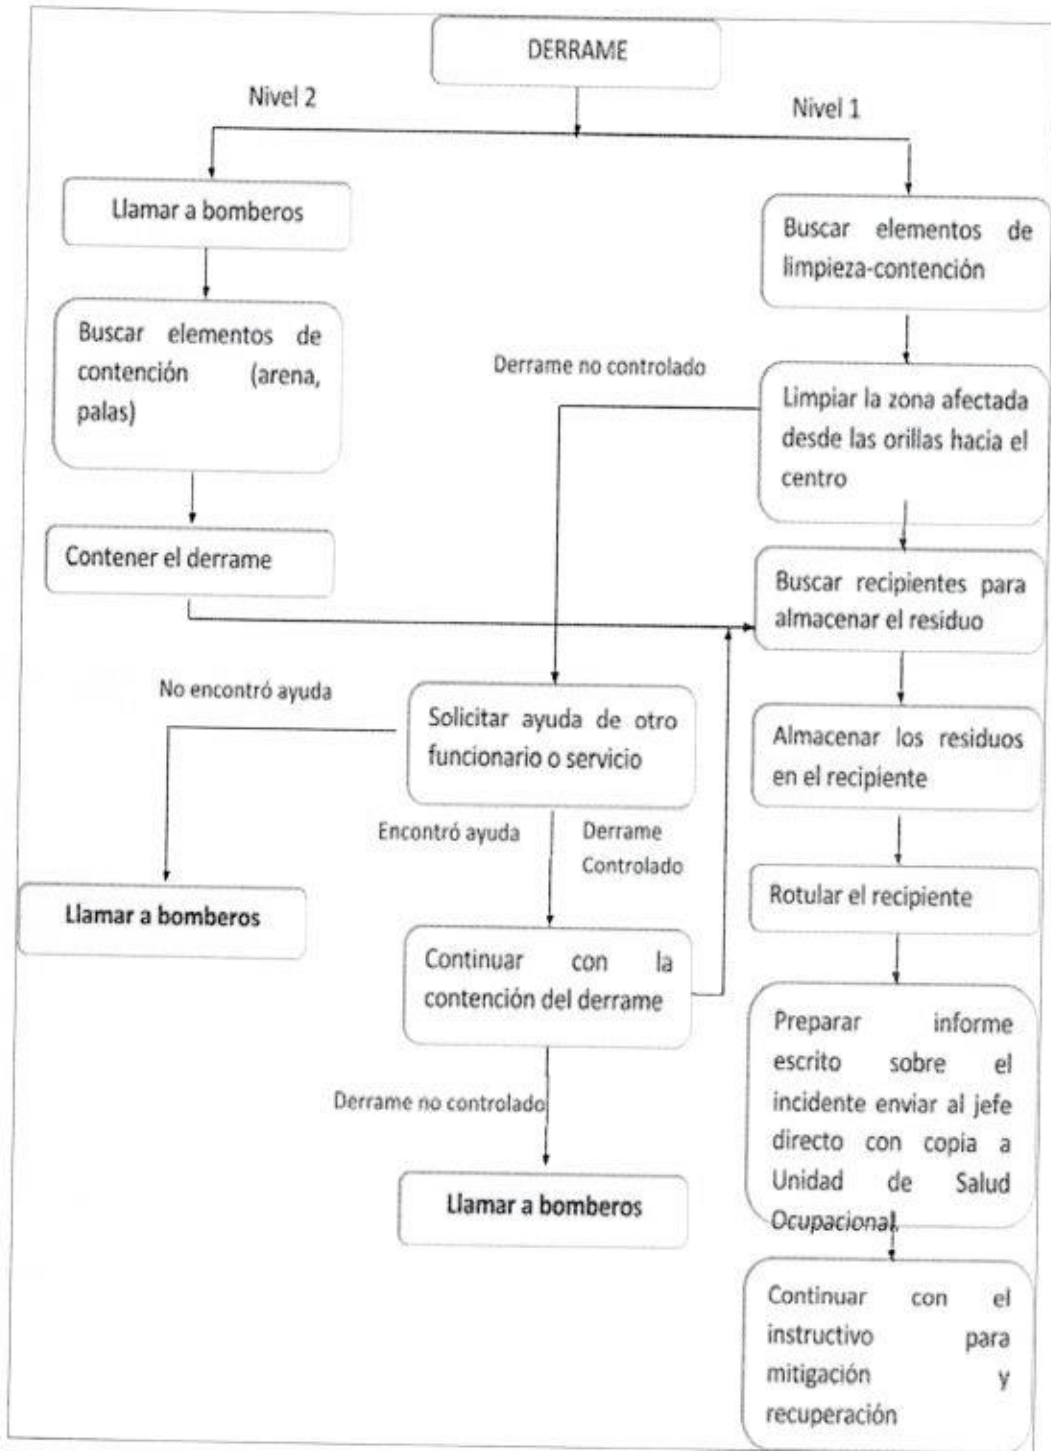 DERRAME
Nivel 2
Nivel 1
Llamar a bomberos
Buscar elementos de
limpieza-contención
Buscar elementos de
contención (arena,
palas)
Derrame no controlado
Limpiar la zona afectada
desde las orillas hacia el
centro
Contener el derrame
Buscar recipientes para
almacenar el residuo
No encontró ayuda
Solicitar ayuda de otro
funcionario o servicio
Almacenar los residuos
en el recipiente
Encontró ayuda
Derrame
Controlado
Llamar a bomberos
Rotular el recipiente
Continuar con la
contención del derrame
Preparar informe
escrito sobre el
incidente enviar al jefe
directo con copia a
Unidad de Salud
Ocupacional.
Derrame no controlado
Llamar a bomberos
Continuar con el
instructivo para
mitigación y
recuperación